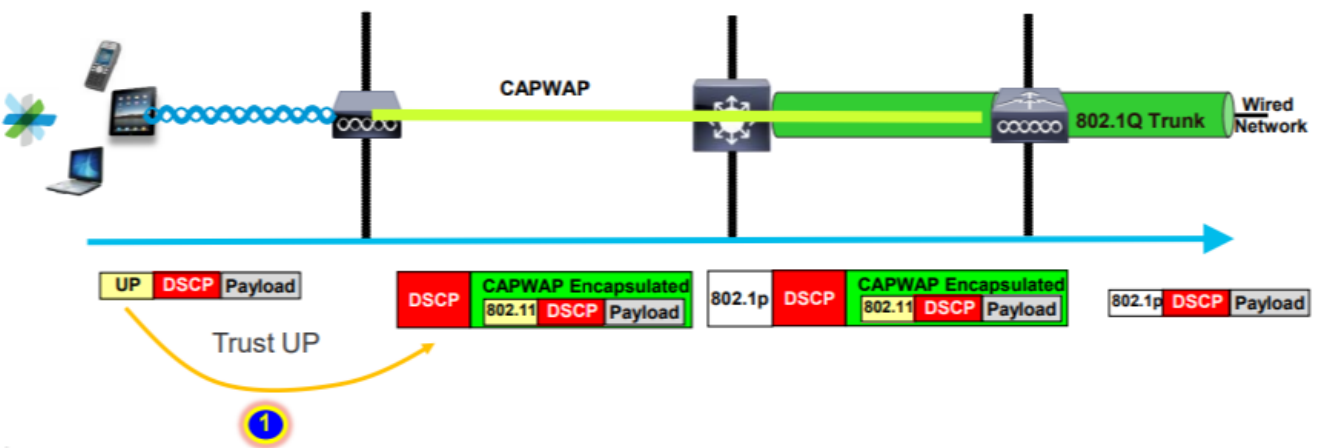 CAPWAP
802.1Q Trunk
Wired
Network
UP DSCP Payload
DSCP
CAPWAP Encapsulated
802.11 DSCP Payload
802.1p DSCP
CAPWAP Encapsulated
802.11 DSCP Payload
802.1p DSCP Payload
Trust UP
1